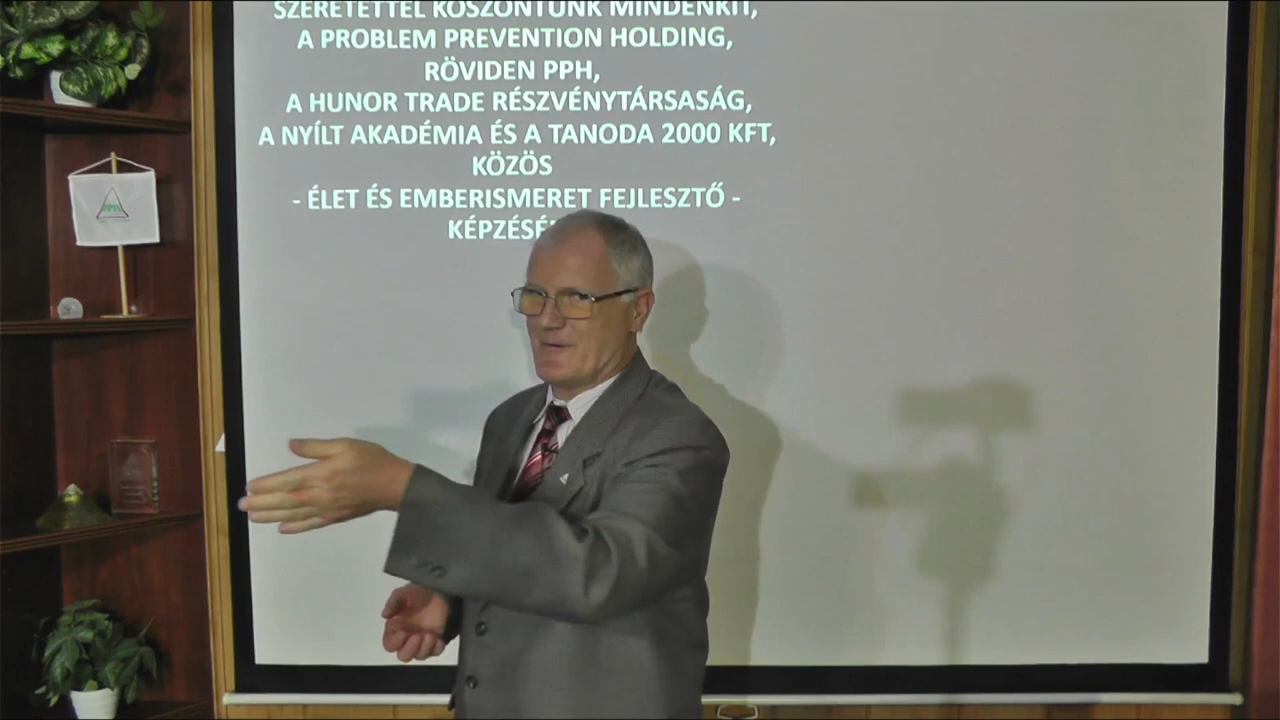 SZERETETTEL KÖSZÖNTÜNK MINDENKIT,
A PROBLEM PREVENTION HOLDING,
RÖVIDEN PPH,
A HUNOR TRADE RÉSZVÉNYTÁRSASÁG,
A NYÍLT AKADÉMIA ÉS A TANODA 2000 KFT,
KÖZÖS
- ÉLET ÉS EMBERISMERET FEJLESZTŐ -